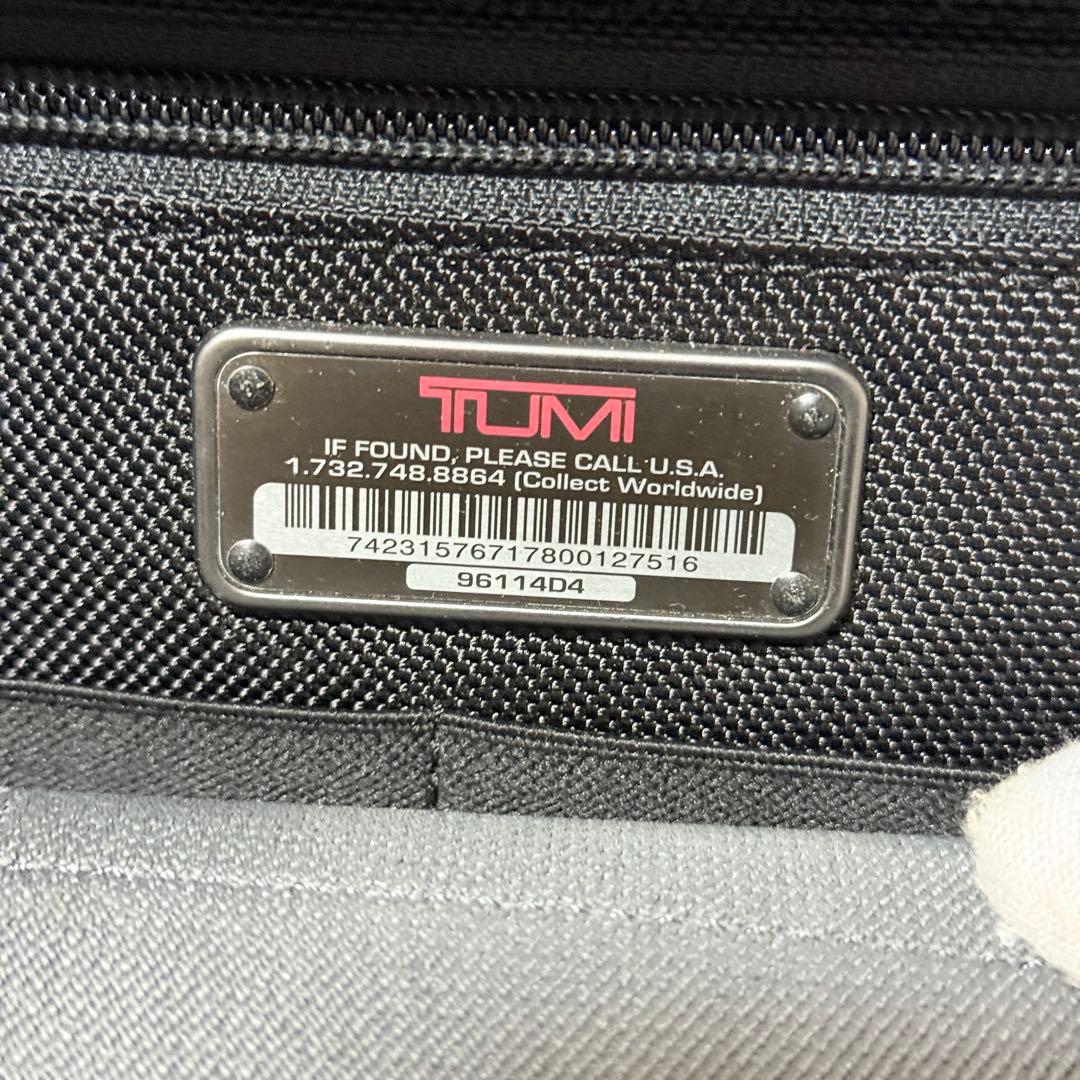 TUMI
IF FOUND, PLEASE CALL U.S.A.
1.732.748.8864 (Collect Worldwide)
74231576717800127516
96114D4